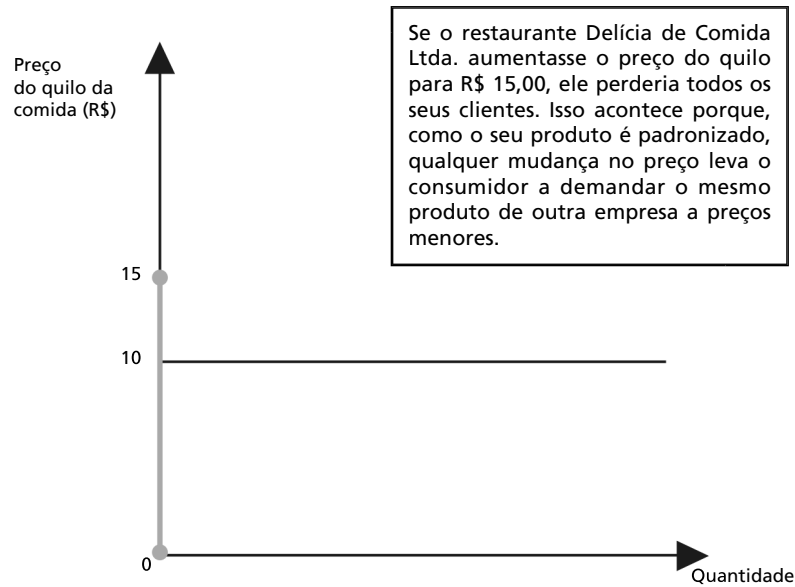 Preço
do quilo da
comida (R$)
Se o restaurante Delícia de Comida
Ltda. aumentasse o preço do quilo
para R$ 15,00, ele perderia todos os
seus clientes. Isso acontece porque,
como o seu produto é padronizado,
qualquer mudança no preço leva o
consumidor a demandar o mesmo
produto de outra empresa a preços
menores.
15
10
0
Quantidade